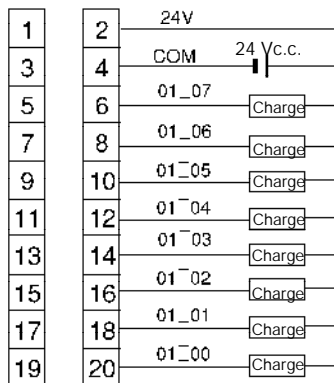 1 2 24V
3 4 COM 24 Vc.c.
5 6 01_07 Charge
7 8 01_06 Charge
9 10 01_05 Charge
11 12 01_04 Charge
13 14 01_03 Charge
15 16 01_02 Charge
17 18 01_01 Charge
19 20 01_00 Charge